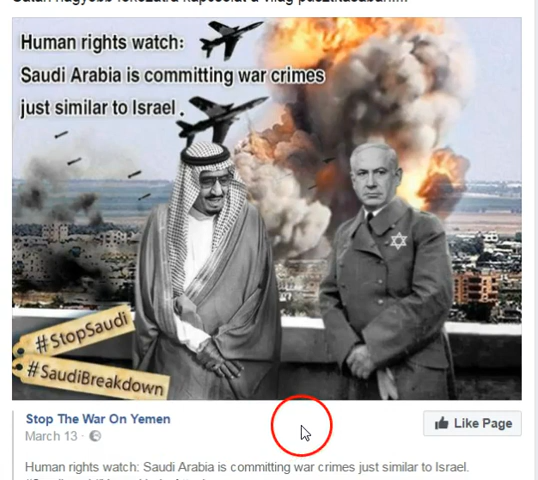 Human rights watch:
Saudi Arabia is committing war crimes
just similar to Israel .
#StopSaudi
#SaudiBreakdown
Stop The War On Yemen
Like Page
March 13 ·
Human rights watch: Saudi Arabia is committing war crimes just similar to Israel.